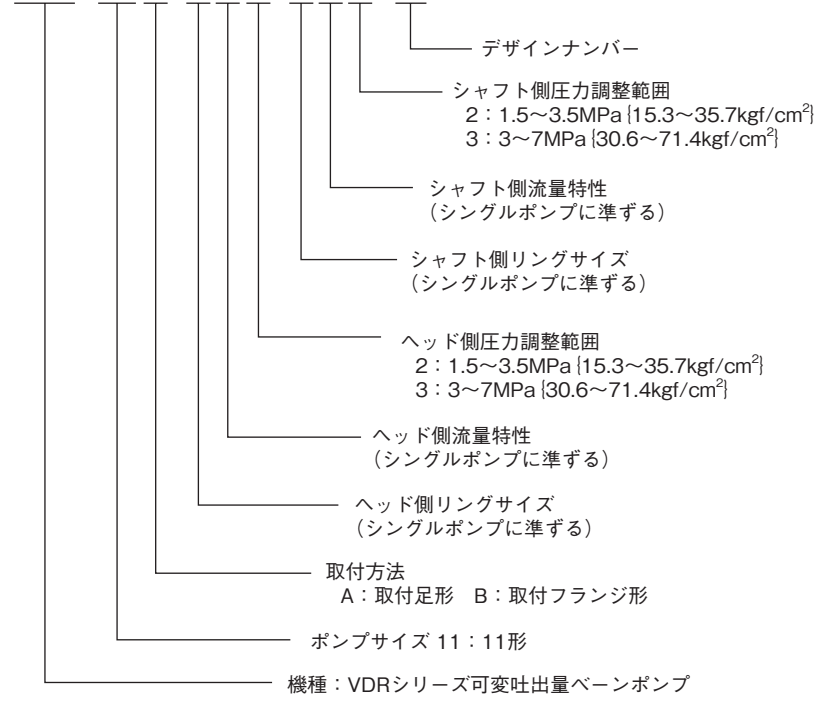 デザインナンバー
シャフト側圧力調整範囲
2：1.5～3.5MPa {15.3～35.7kgf/cm²}
3：3～7MPa {30.6～71.4kgf/cm²}
シャフト側流量特性
（シングルポンプに準ずる）
シャフト側リングサイズ
（シングルポンプに準ずる）
ヘッド側圧力調整範囲
2：1.5～3.5MPa {15.3～35.7kgf/cm²}
3：3～7MPa {30.6～71.4kgf/cm²}
ヘッド側流量特性
（シングルポンプに準ずる）
ヘッド側リングサイズ
（シングルポンプに準ずる）
取付方法
A：取付足形　B：取付フランジ形
ポンプサイズ 11：11形
機種：VDRシリーズ可変吐出量ベーンポンプ